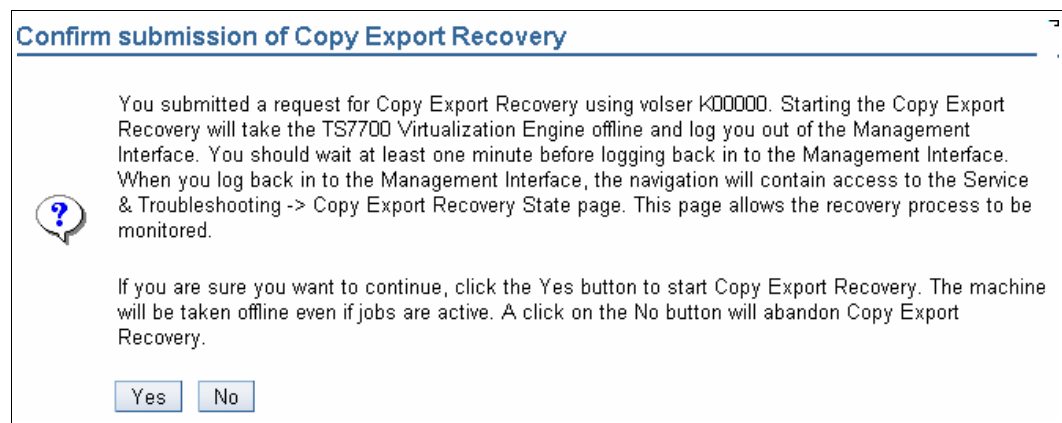 Confirm submission of Copy Export Recovery
You submitted a request for Copy Export Recovery using volser K00000. Starting the Copy Export
Recovery will take the TS7700 Virtualization Engine offline and log you out of the Management
Interface. You should wait at least one minute before logging back in to the Management Interface.
When you log back in to the Management Interface, the navigation will contain access to the Service
& Troubleshooting -> Copy Export Recovery State page. This page allows the recovery process to be
monitored.
If you are sure you want to continue, click the Yes button to start Copy Export Recovery. The machine
will be taken offline even if jobs are active. A click on the No button will abandon Copy Export
Recovery.
Yes No